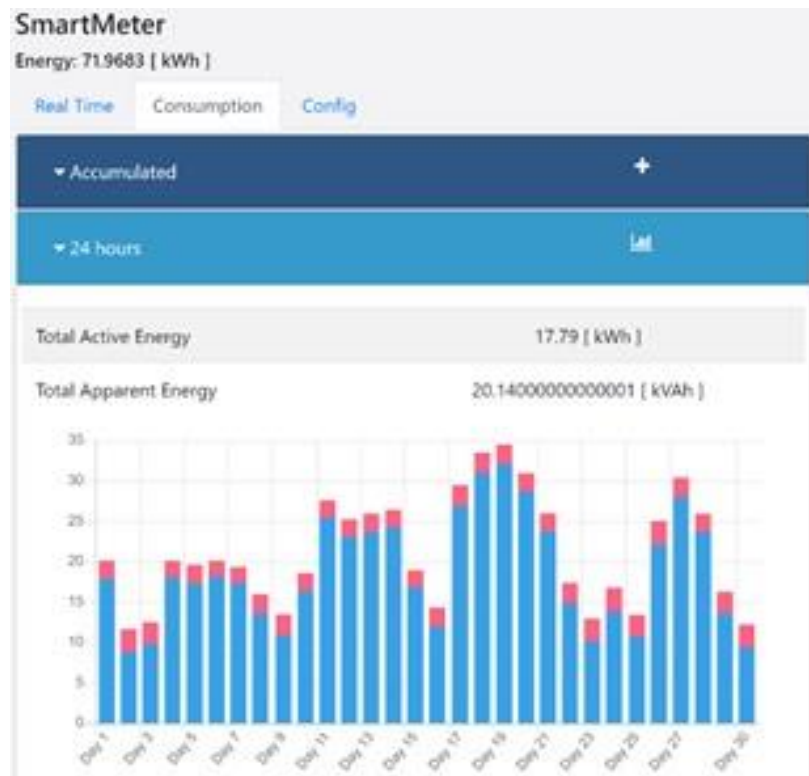 SmartMeter
Energy: 71.9683 [ kWh ]
Real Time Consumption Config
Accumulated
24 hours
Total Active Energy 17.79 [ kWh ]
Total Apparent Energy 20.14000000000001 [ kVAh ]
35
30
25
20
15
10
5
0
Day 1 Day 3 Day 5 Day 7 Day 9 Day 11 Day 13 Day 15 Day 17 Day 19 Day 21 Day 23 Day 25 Day 27 Day 30